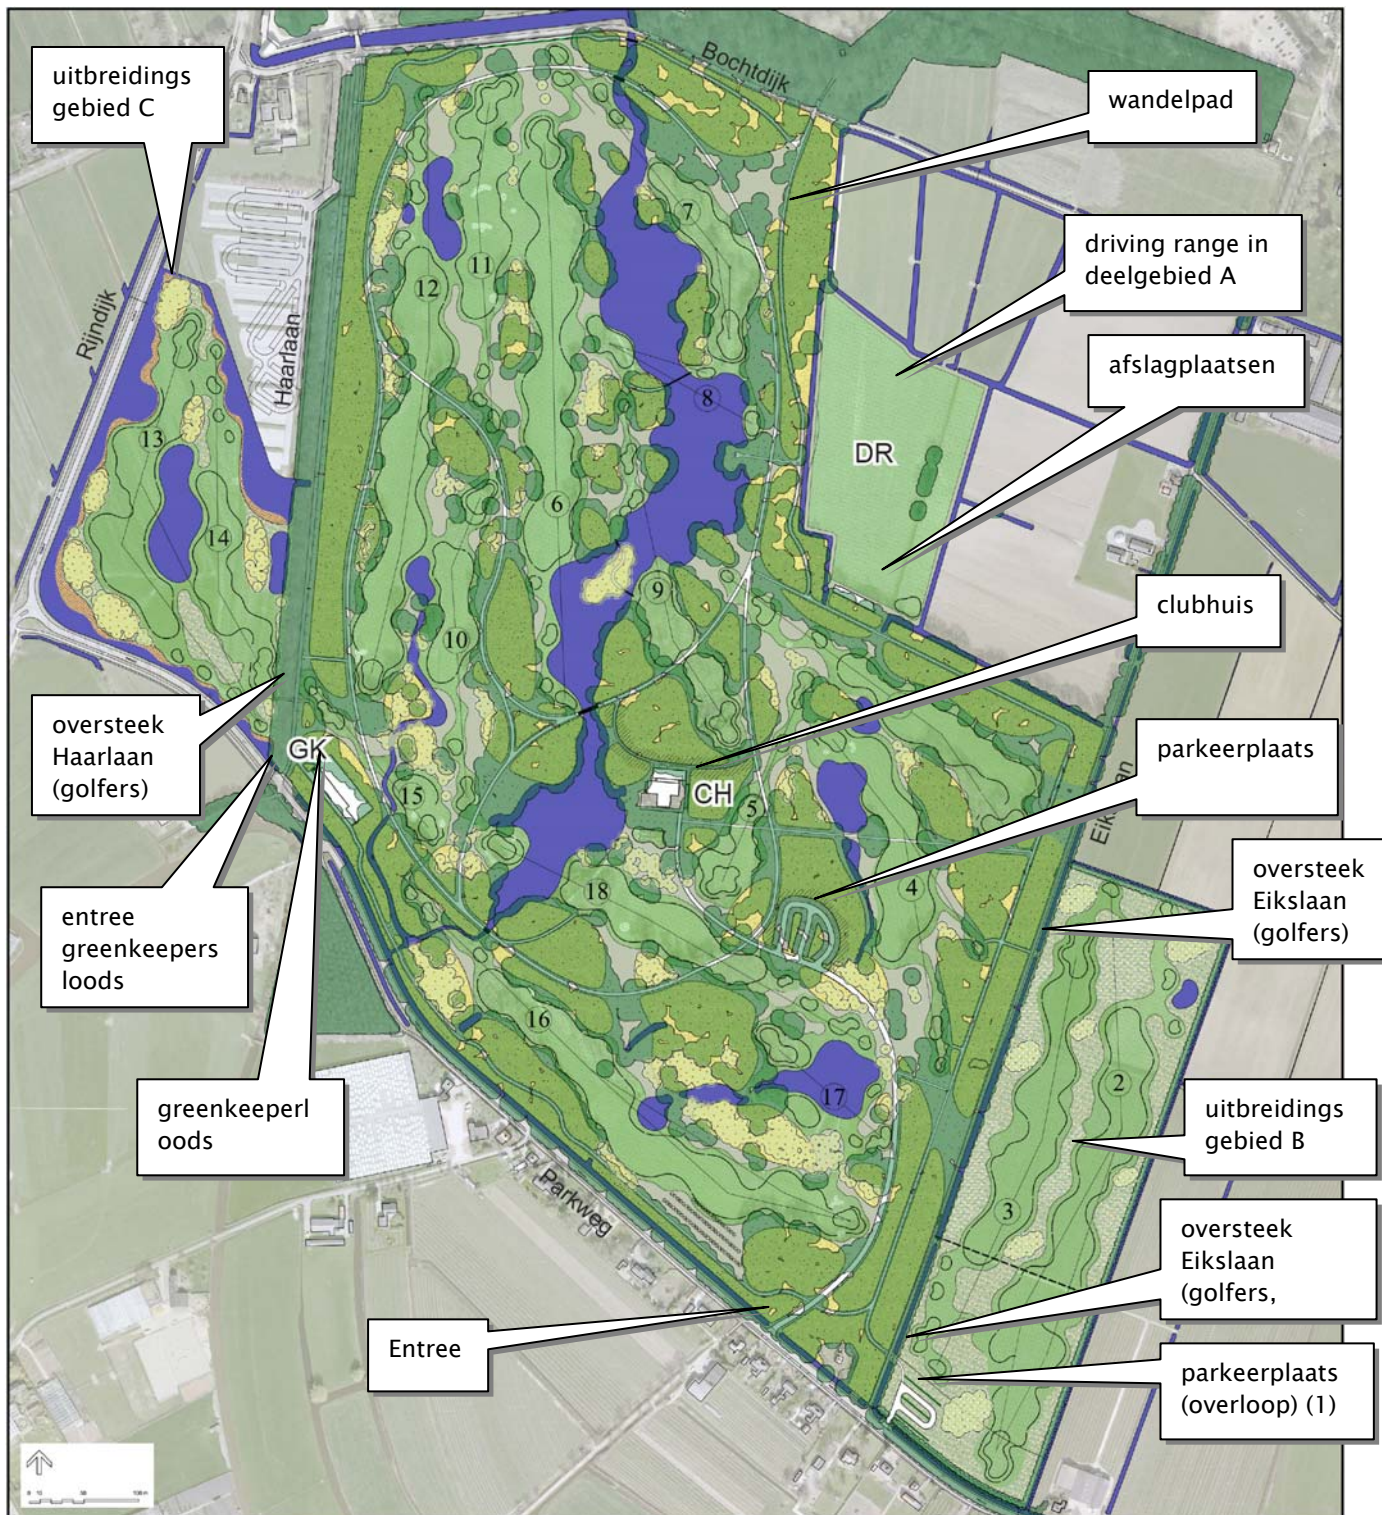 uitbreidings
gebied C
Bochtdijk
wandelpad
driving range in
deelgebied A
afslagplaatsen
Rijndijk
Haarlaan
7
11
12
8
13
DR
6
14
9
10
clubhuis
oversteek
Haarlaan
(golfers)
GK
15
CH
5
parkeerplaats
4
18
oversteek
Eikslaan
(golfers)
entree
greenkeepers
loods
16
17
2
greenkeeperl
oods
uitbreidings
gebied B
3
Parkweg
oversteek
Eikslaan
(golfers,
Entree
parkeerplaats
(overloop) (1)